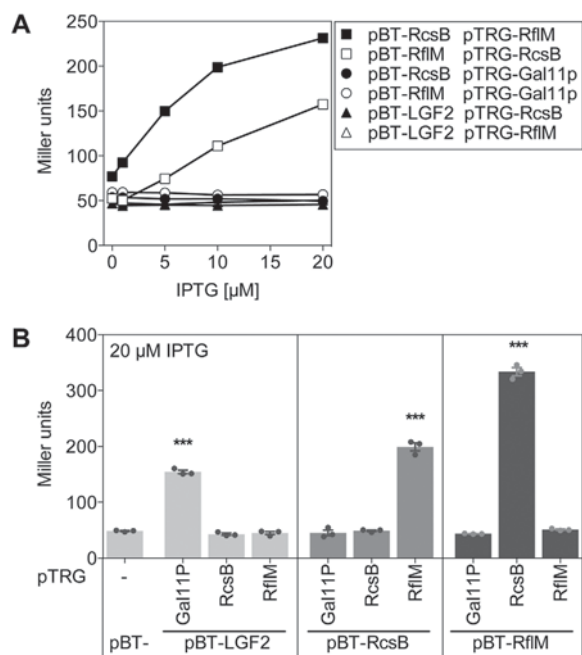 A
Miller units
250
200
150
100
50
0
0 5 10 15 20
IPTG [µM]
pBT-RcsB pTRG-RflM
pBT-RflM pTRG-RcsB
pBT-RcsB pTRG-Gal11p
pBT-RflM pTRG-Gal11p
pBT-LGF2 pTRG-RcsB
pBT-LGF2 pTRG-RflM
B
20 µM IPTG
Miller units
400
300
200
100
0
***
***
***
pTRG - Gal11P RcsB RflM Gal11P RcsB RflM Gal11P RcsB RflM
pBT- pBT-LGF2 pBT-RcsB pBT-RflM